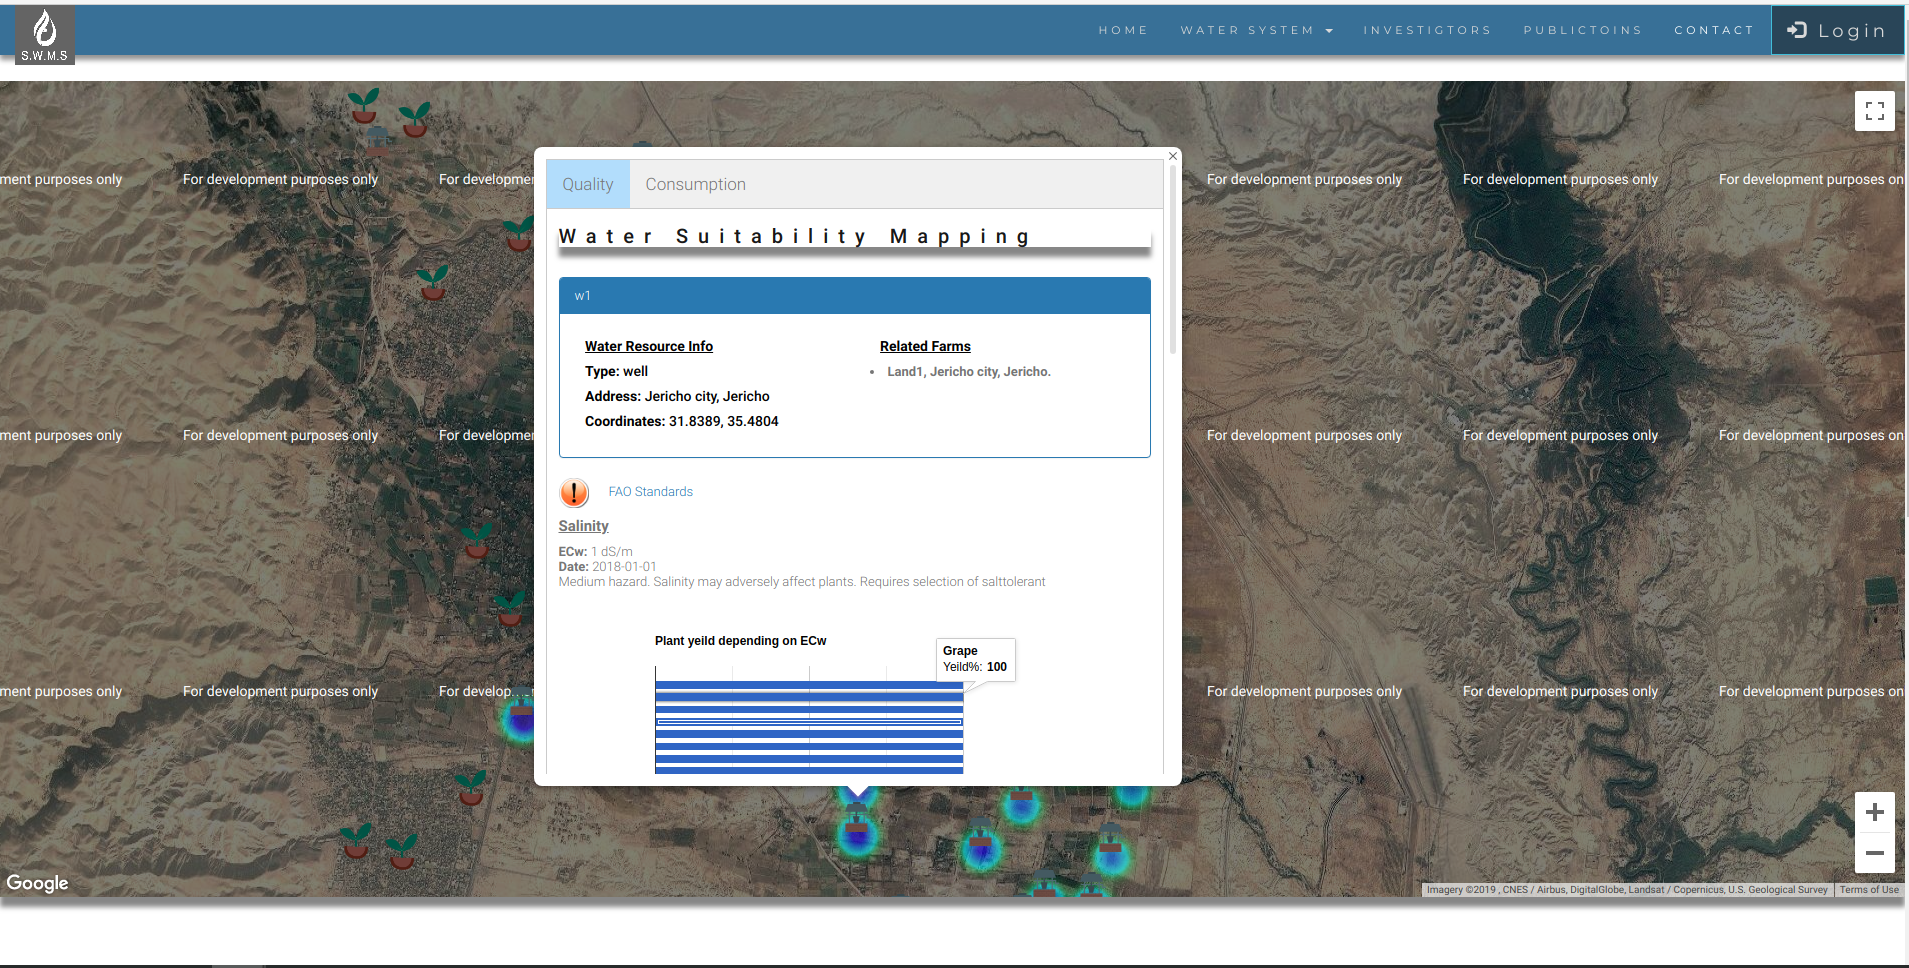 S.W.M.S
HOME
WATER SYSTEM
INVESTIGTORS
PUBLICTOINS
CONTACT
Login
ment purposes only
For development purposes only
For developmen
For development purposes only
For development purposes only
For development purposes on
Quality
Consumption
Water Suitability Mapping
w1
Water Resource Info
Related Farms
Type: well
Land1, Jericho city, Jericho.
Address: Jericho city, Jericho
Coordinates: 31.8389, 35.4804
ment purposes only
For development purposes only
For developmen
For development purposes only
For development purposes only
For development purposes on
FAO Standards
Salinity
ECw: 1 dS/m
Date: 2018-01-01
Medium hazard. Salinity may adversely affect plants. Requires selection of salttolerant
Plant yeild depending on ECw
Grape
Yeild%: 100
ment purposes only
For development purposes only
For developm
For development purposes only
For development purposes only
For development purposes on
Google
Imagery ©2019 , CNES / Airbus, DigitalGlobe, Landsat / Copernicus, U.S. Geological Survey
Terms of Use